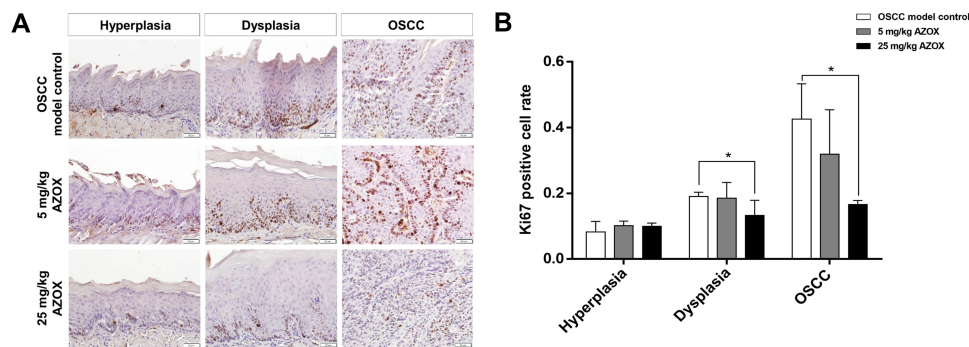 A
Hyperplasia
Dysplasia
OSCC
OSCC
model control
5 mg/kg
AZOX
25 mg/kg
AZOX
B
OSCC model control
5 mg/kg AZOX
25 mg/kg AZOX
Ki67 positive cell rate
0.6
0.4
0.2
0.0
*
*
Hyperplasia
Dysplasia
OSCC